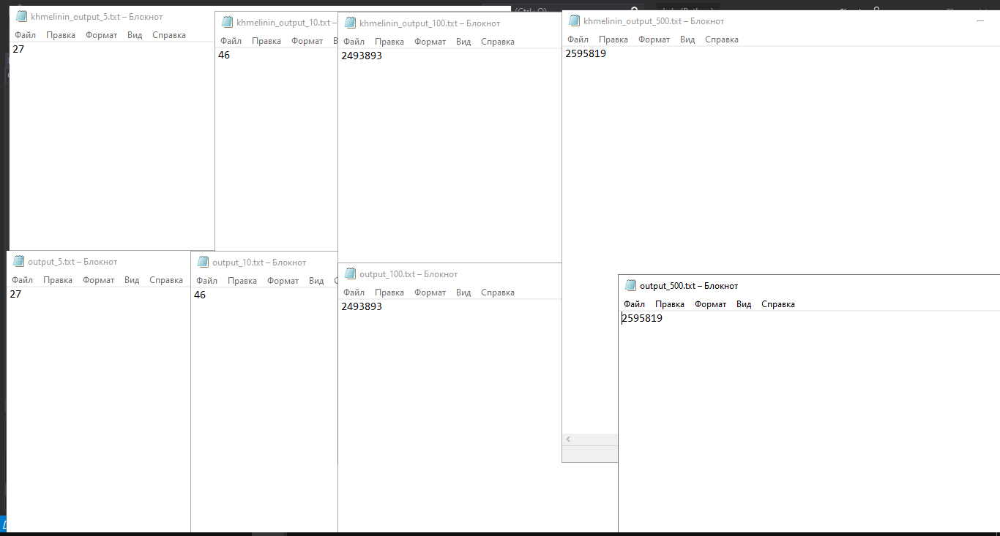 khmelinin_output_5.txt – Блокнот
Файл Правка Формат Вид Справка
27
khmelinin_output_10.txt –
Файл Правка Формат
46
khmelinin_output_100.txt – Блокнот
Файл Правка Формат Вид Справка
2493893
khmelinin_output_500.txt – Блокнот
Файл Правка Формат Вид Справка
2595819
output_5.txt – Блокнот
Файл Правка Формат Вид Справка
27
output_10.txt – Блокнот
Файл Правка Формат Вид
46
output_100.txt – Блокнот
Файл Правка Формат Вид Справка
2493893
output_500.txt – Блокнот
Файл Правка Формат Вид Справка
2595819